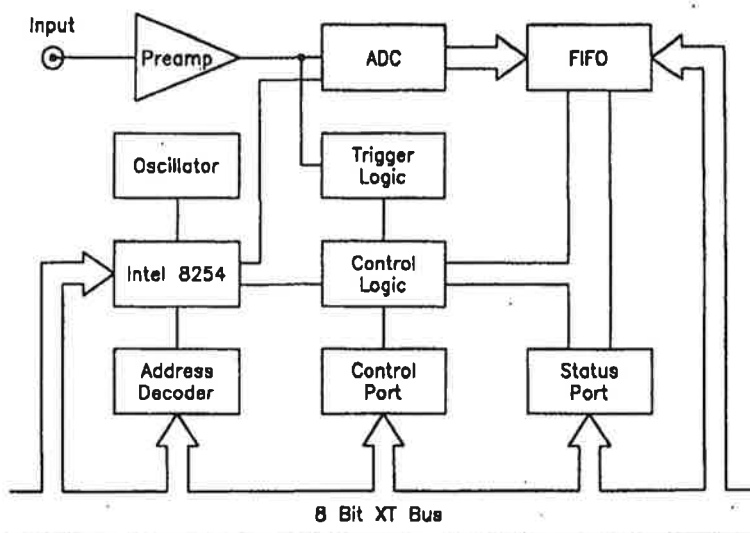 Input
Preamp
ADC
FIFO
Oscillator
Trigger
Logic
Intel 8254
Control
Logic
Address
Decoder
Control
Port
Status
Port
8 Bit XT Bus